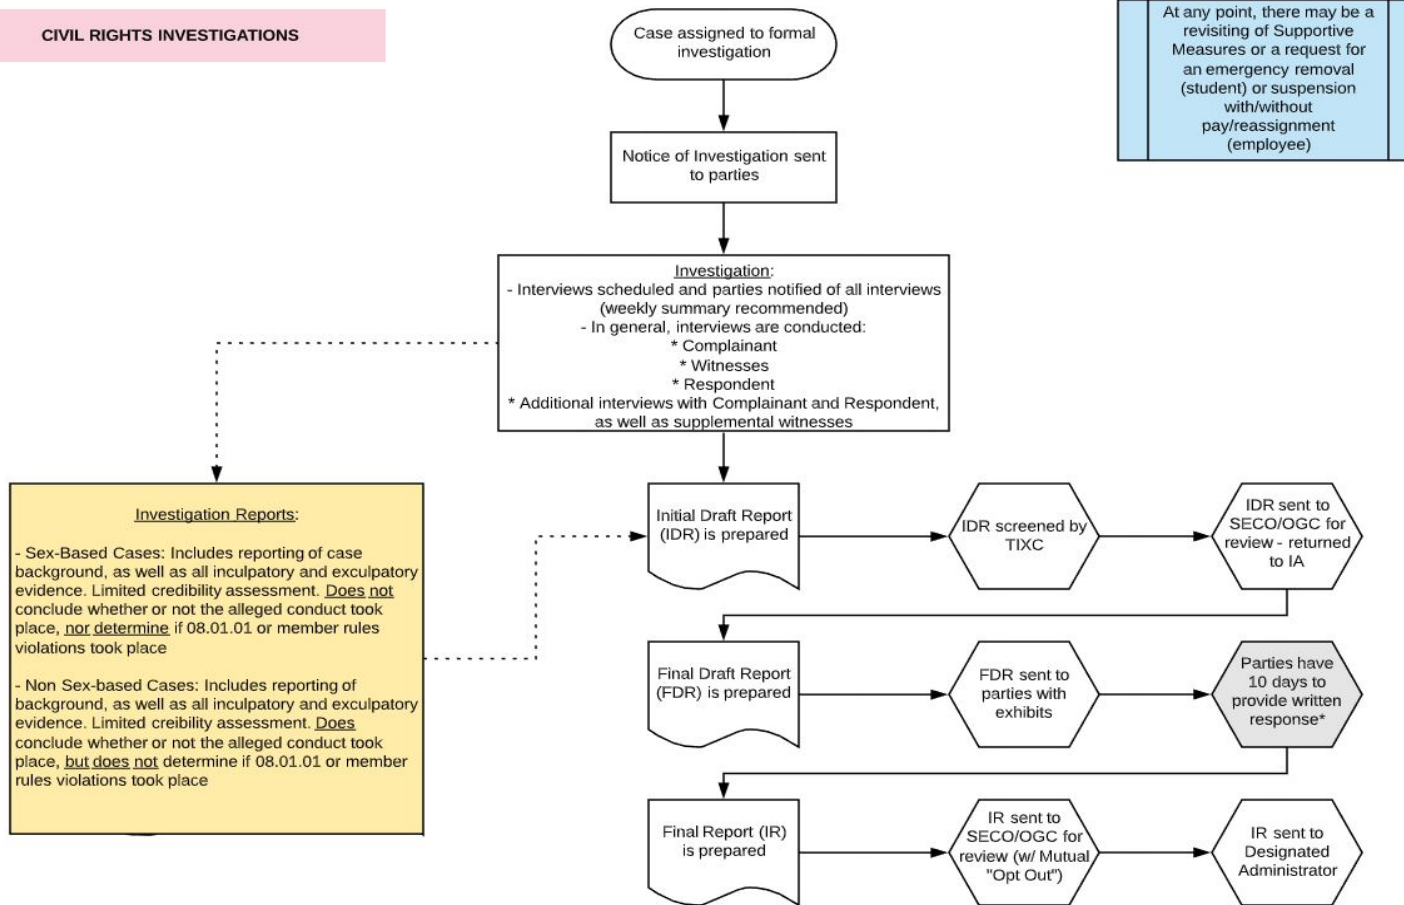 CIVIL RIGHTS INVESTIGATIONS
Case assigned to formal
investigation
At any point, there may be a
revisiting of Supportive
Measures or a request for
an emergency removal
(student) or suspension
with/without
pay/reassignment
(employee)
Notice of Investigation sent
to parties
Investigation:
- Interviews scheduled and parties notified of all interviews
(weekly summary recommended)
- In general, interviews are conducted:
* Complainant
* Witnesses
* Respondent
* Additional interviews with Complainant and Respondent,
as well as supplemental witnesses
Investigation Reports:
- Sex-Based Cases: Includes reporting of case
background, as well as all inculpatory and exculpatory
evidence. Limited credibility assessment. Does not
conclude whether or not the alleged conduct took
place, nor determine if 08.01.01 or member rules
violations took place
- Non Sex-based Cases: Includes reporting of
background, as well as all inculpatory and exculpatory
evidence. Limited creibility assessment. Does
conclude whether or not the alleged conduct took
place, but does not determine if 08.01.01 or member
rules violations took place
Initial Draft Report
(IDR) is prepared
IDR screened by
TIXC
IDR sent to
SECO/OGC for
review - returned
to IA
Final Draft Report
(FDR) is prepared
FDR sent to
parties with
exhibits
Parties have
10 days to
provide written
response*
Final Report (IR)
is prepared
IR sent to
SECO/OGC for
review (w/ Mutual
"Opt Out")
IR sent to
Designated
Administrator